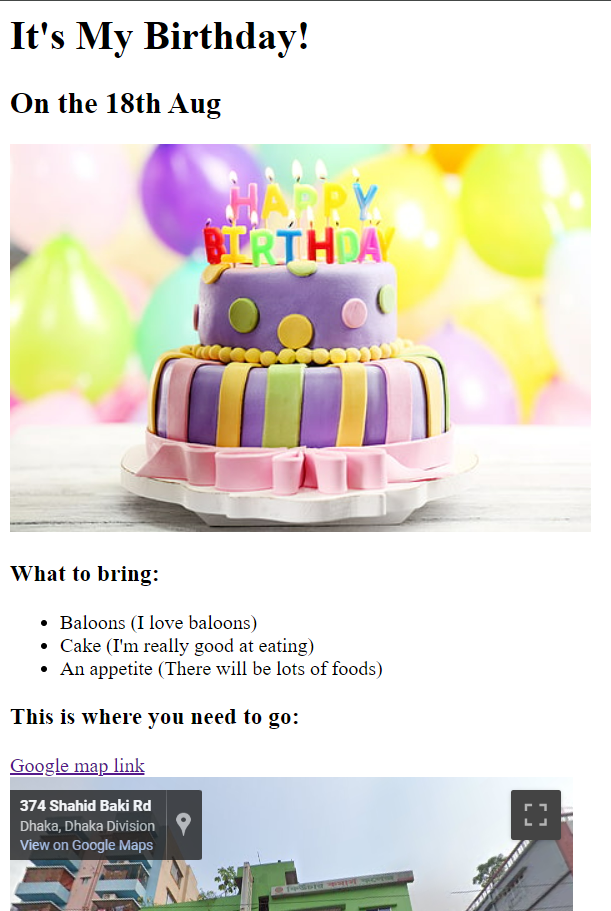 It's My Birthday!
On the 18th Aug
HAPPY
BIRTHDAY
What to bring:
Baloons (I love baloons)
Cake (I'm really good at eating)
An appetite (There will be lots of foods)
This is where you need to go:
Google map link
374 Shahid Baki Rd
Dhaka, Dhaka Division
View on Google Maps